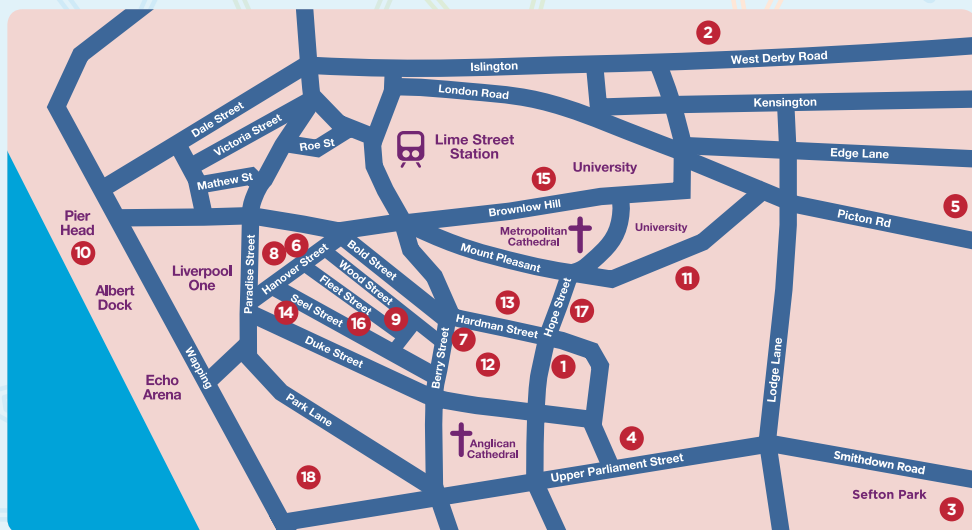 2
Islington
West Derby Road
London Road
Kensington
Dale Street
Victoria Street
Roe St
Lime Street
Station
Edge Lane
University
15
Mathew St
Brownlow Hill
5
Pier
Head
10
Picton Rd
Metropolitan
Cathedral
University
Paradise Street
8
6
Hanover Street
Bold Street
Mount Pleasant
Liverpool
One
Wood Street
Fleet Street
11
Albert
Dock
Seel Street
14
16
9
13
Hope Street
17
Hardman Street
7
Duke Street
Berry Street
12
1
Wapping
Lodge Lane
Echo
Arena
Park Lane
4
Anglican
Cathedral
Upper Parliament Street
Smithdown Road
18
Sefton Park
3